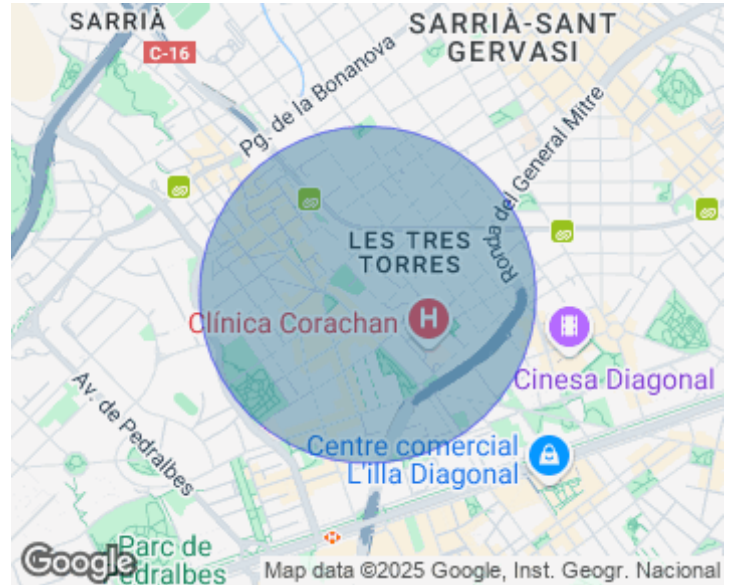 SARRIÀ
SARRIÀ-SANT
GERVASI
C-16
Pg. de la Bonanova
Ronda del General Mitre
LES TRES
TORRES
Clínica Corachan
H
Cinesa Diagonal
Av. de Pedralbes
Centre comercial
L'illa Diagonal
Parc de
Pedralbes
Google
Map data ©2025 Google, Inst. Geogr. Nacional